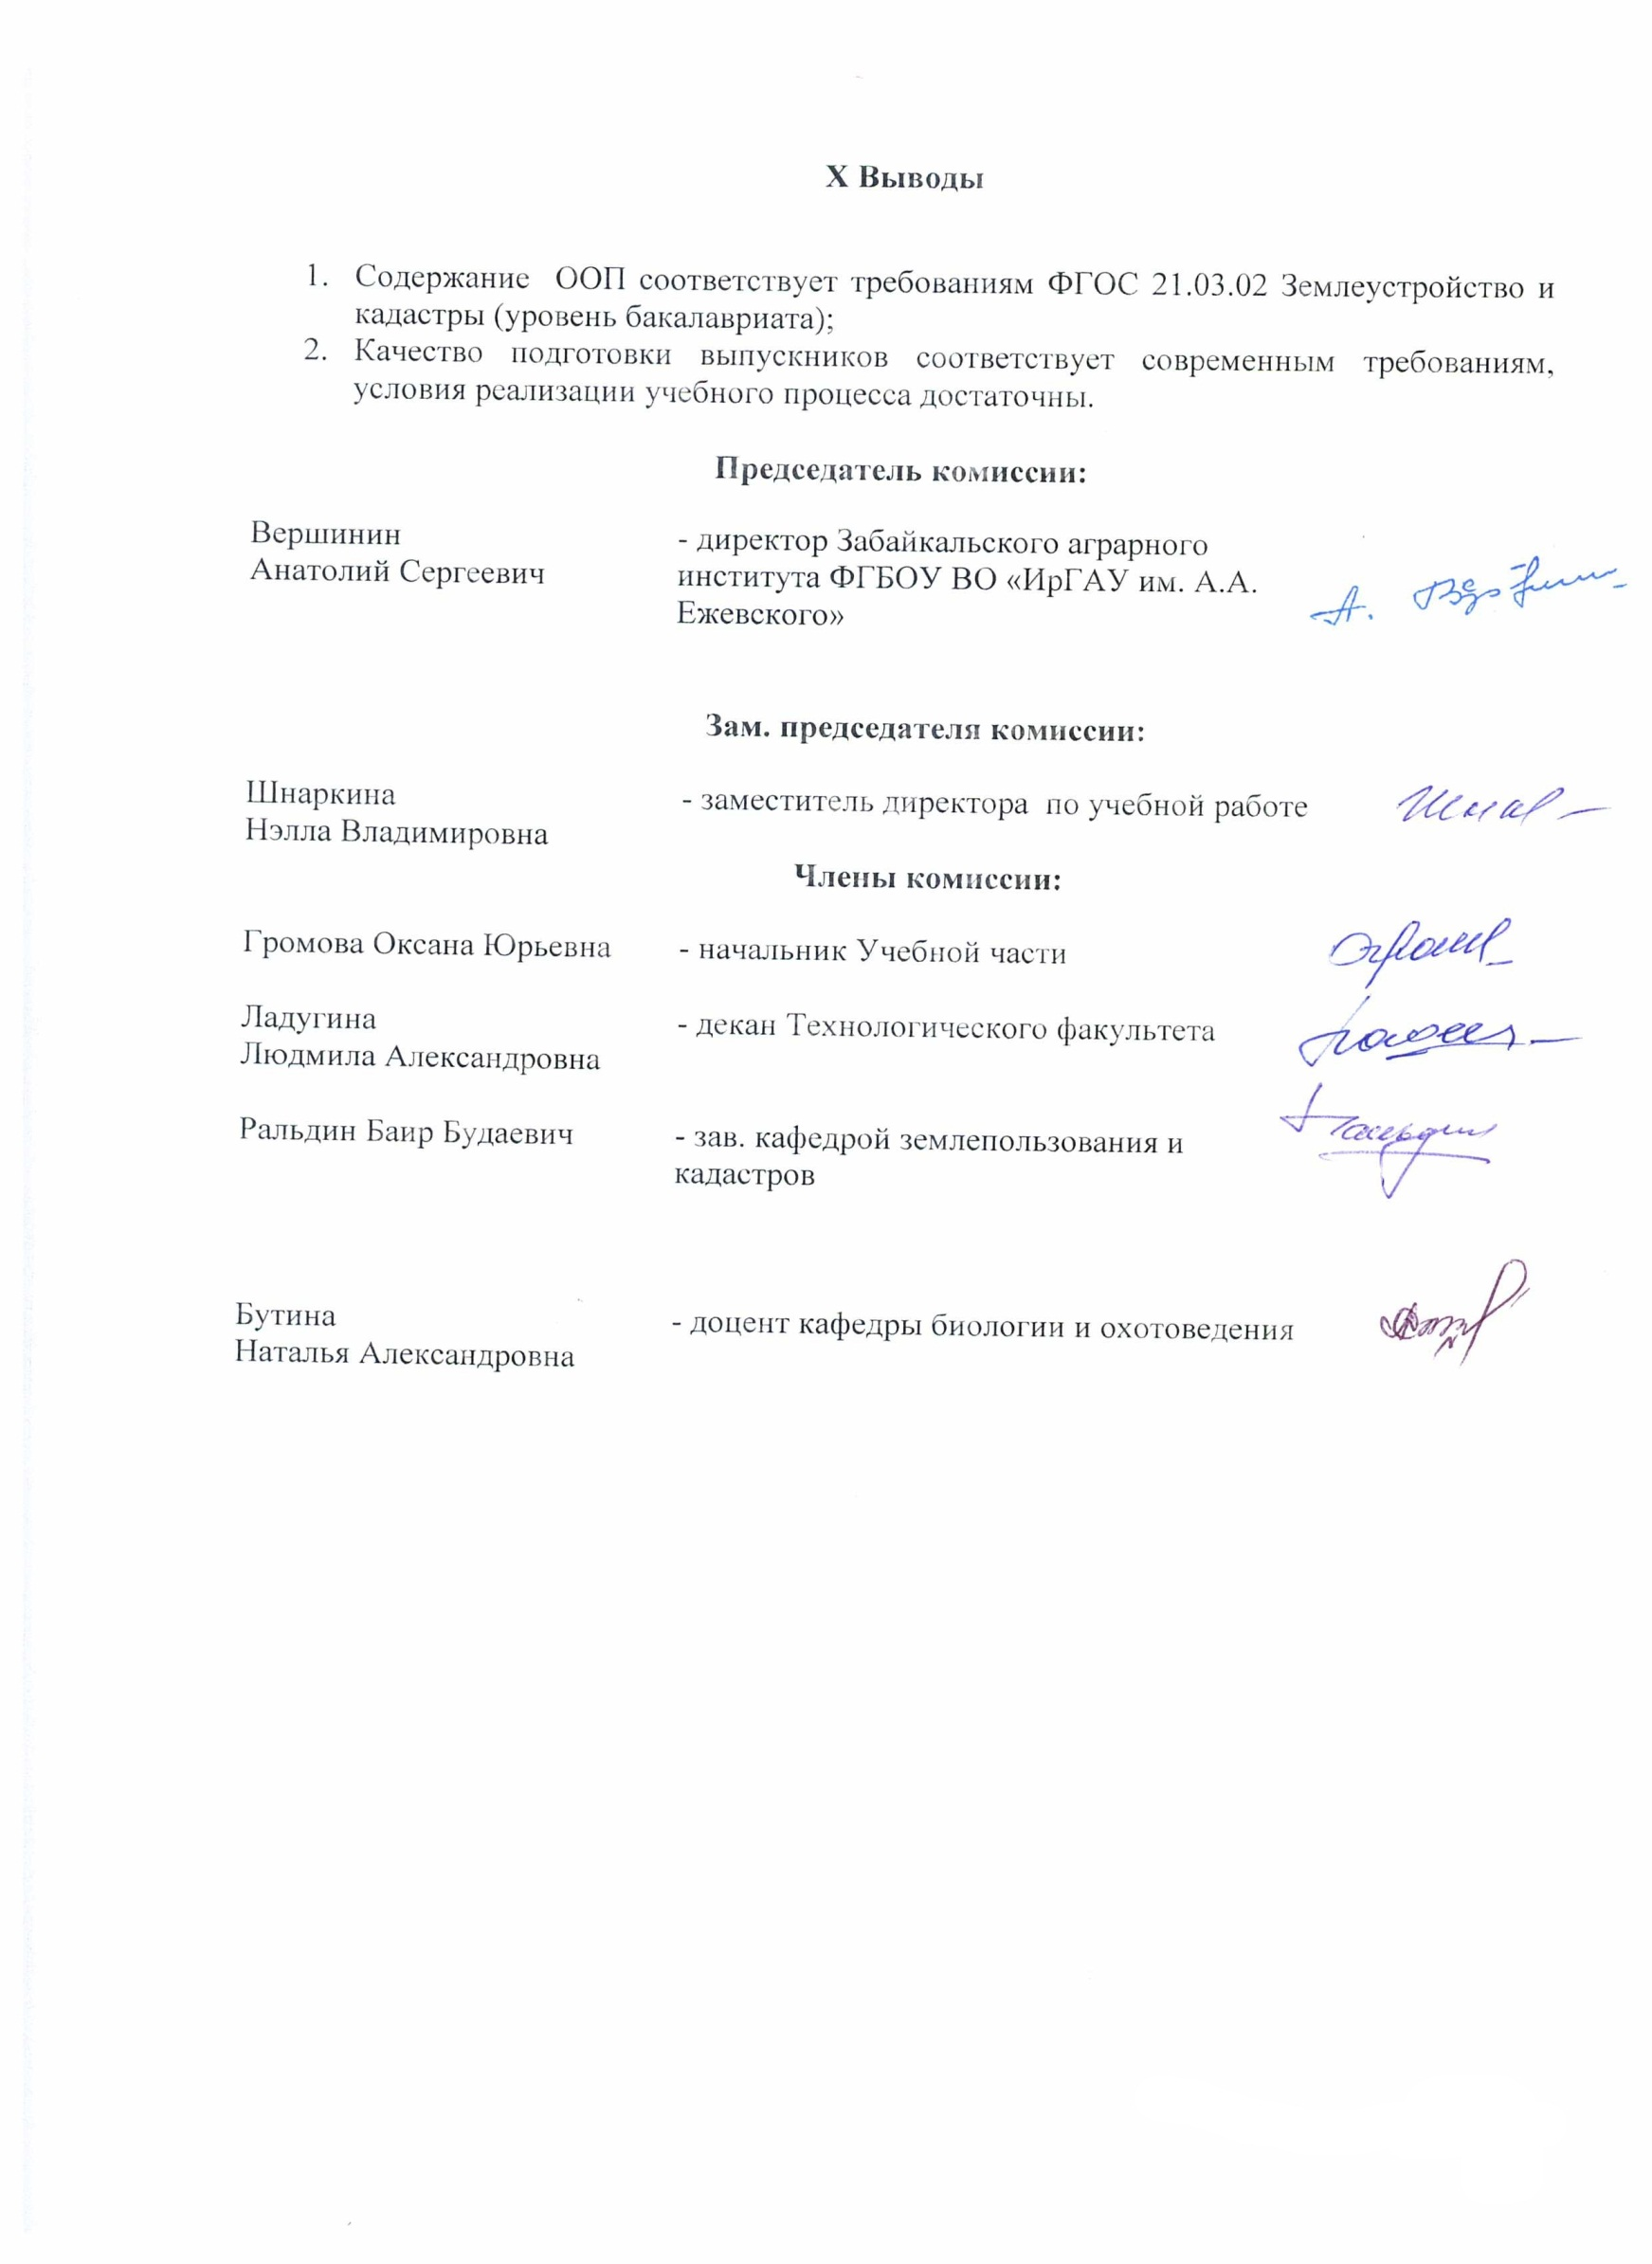 X Выводы
1. Содержание ООП соответствует требованиям ФГОС 21.03.02 Землеустройство и
кадастры (уровень бакалавриата);
2. Качество подготовки выпускников соответствует современным требованиям,
условия реализации учебного процесса достаточны.
Председатель комиссии:
Вершинин
Анатолий Сергеевич
- директор Забайкальского аграрного
института ФГБОУ ВО «ИрГАУ им. А.А.
Ежевского»
Зам. председателя комиссии:
Шнаркина
Нэлла Владимировна
- заместитель директора по учебной работе
Члены комиссии:
Громова Оксана Юрьевна
- начальник Учебной части
Ладугина
Людмила Александровна
- декан Технологического факультета
Ральдин Баир Будаевич
- зав. кафедрой землепользования и
кадастров
Бутина
Наталья Александровна
- доцент кафедры биологии и охотоведения